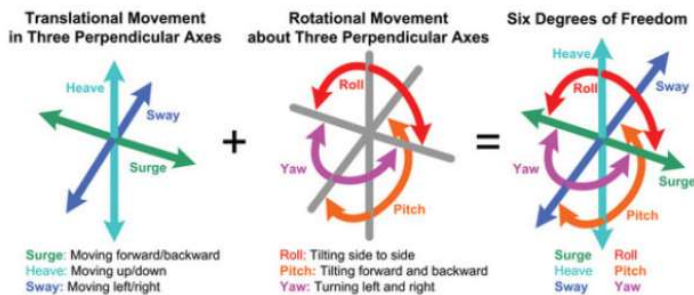 Translational Movement
in Three Perpendicular Axes
Heave
Sway
Surge
Surge: Moving forward/backward
Heave: Moving up/down
Sway: Moving left/right
+
Rotational Movement
about Three Perpendicular Axes
Roll
Yaw
Pitch
Roll: Tilting side to side
Pitch: Tilting forward and backward
Yaw: Turning left and right
=
Six Degrees of Freedom
Heave
Sway
Roll
Yaw
Surge
Pitch
Surge Roll
Heave Pitch
Sway Yaw